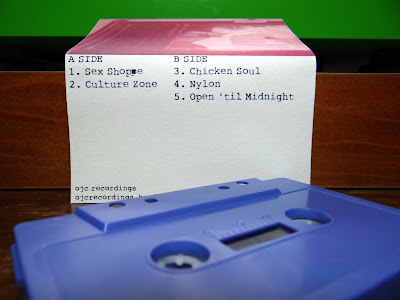 A SIDE
1. Sex Shoppe
2. Culture Zone
B SIDE
3. Chicken Soul
4. Nylon
5. Open 'til Midnight
ojc recordings
ojcrecordings